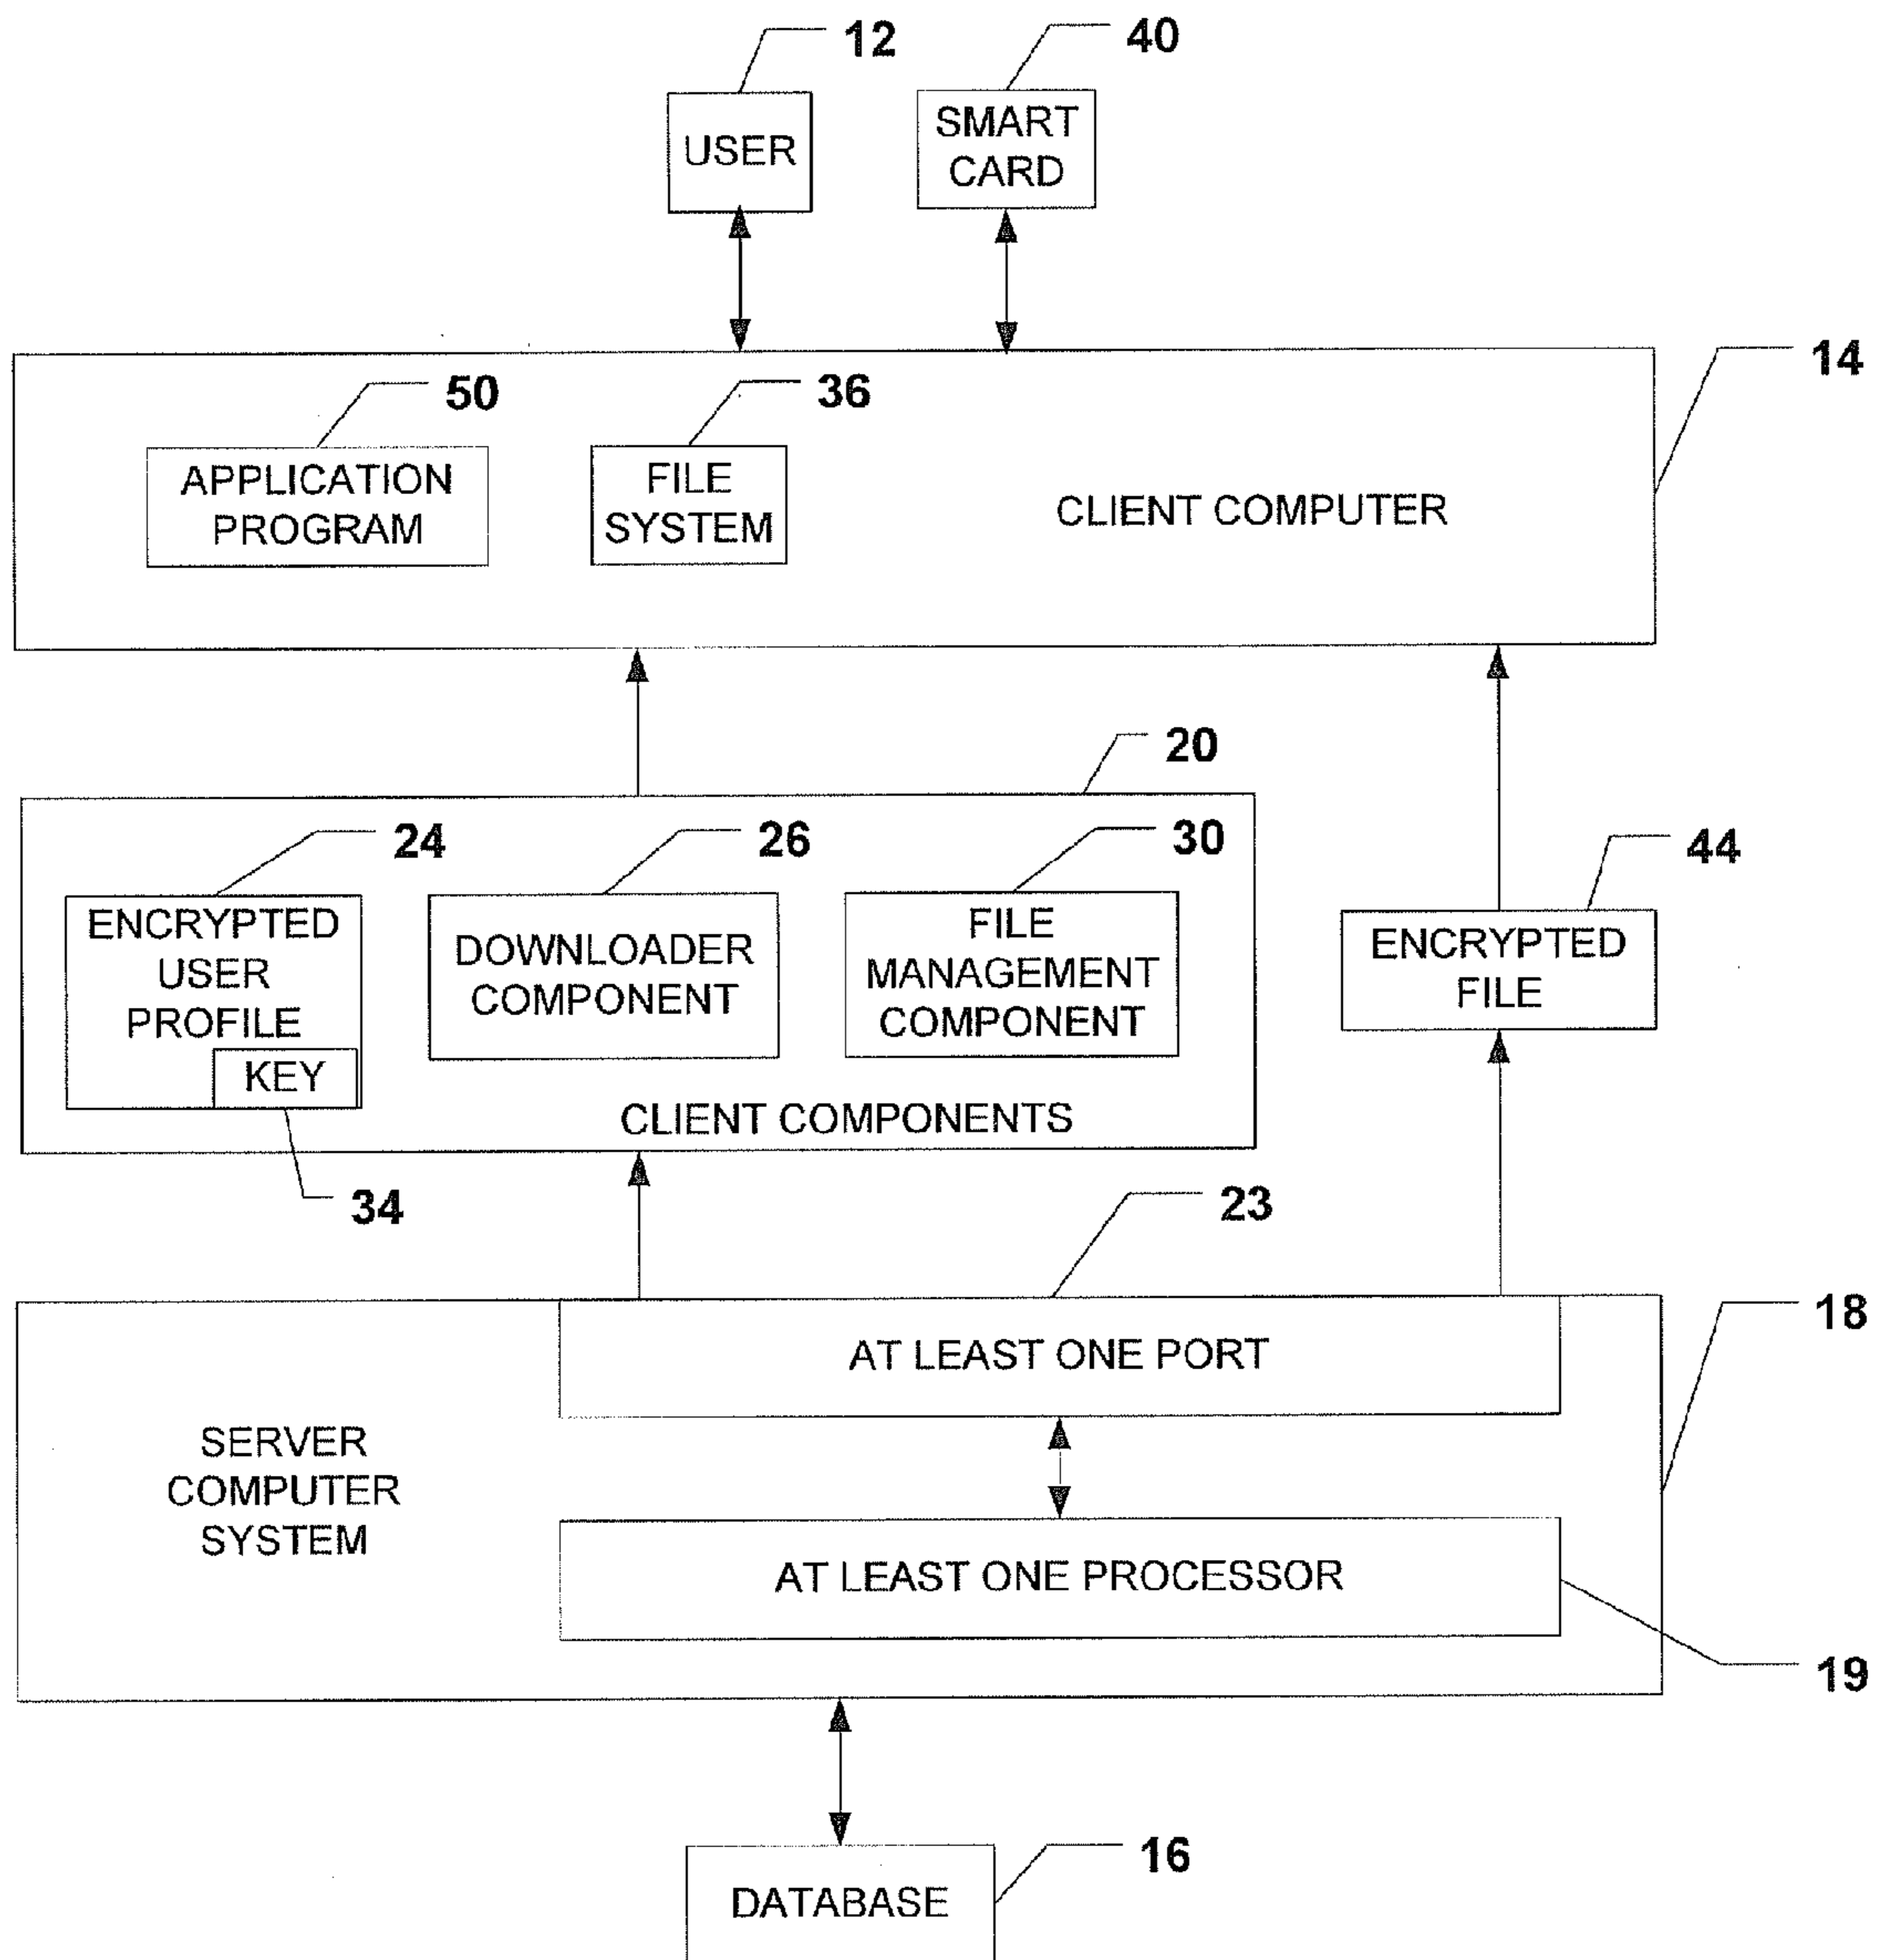 12
40
USER
SMART
CARD
14
50
36
APPLICATION
PROGRAM
FILE
SYSTEM
CLIENT COMPUTER
20
24
26
30
44
ENCRYPTED
USER
PROFILE
KEY
DOWNLOADER
COMPONENT
FILE
MANAGEMENT
COMPONENT
ENCRYPTED
FILE
CLIENT COMPONENTS
34
23
18
AT LEAST ONE PORT
SERVER
COMPUTER
SYSTEM
AT LEAST ONE PROCESSOR
19
16
DATABASE